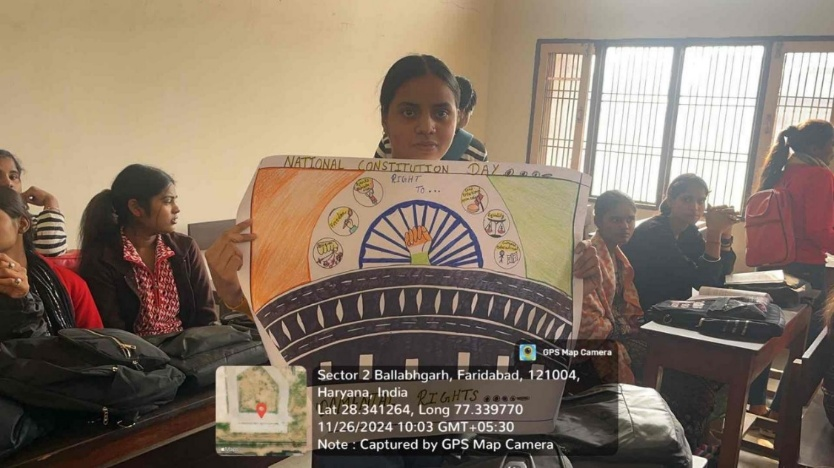 NATIONAL CONSTITUTION DAY
RIGHT
TO...
GPS Map Camera
Sector 2 Ballabhgarh, Faridabad, 121004,
Haryana, India
Lat 28.341264, Long 77.339770
11/26/2024 10:03 GMT+05:30
Note : Captured by GPS Map Camera
RIGHTS